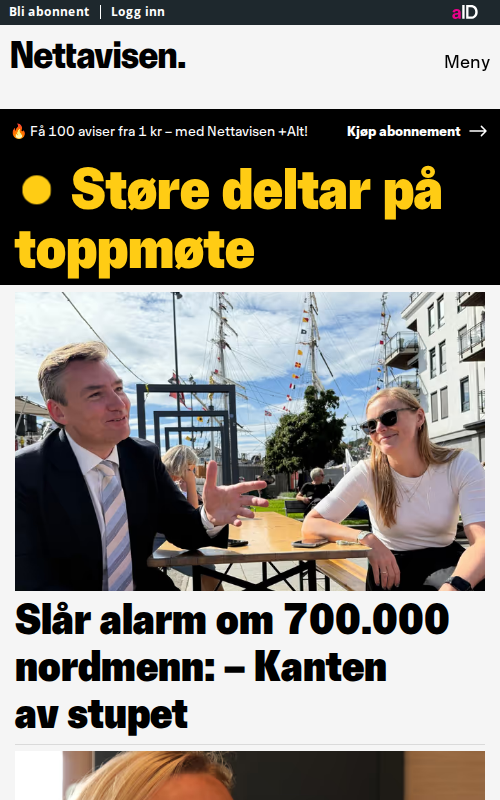 Bli abonnent | Logg inn
aID
Nettavisen.
Meny
🔥 Få 100 aviser fra 1 kr – med Nettavisen +Alt!
Kjøp abonnement →
Støre deltar på
toppmøte
Slår alarm om 700.000
nordmenn: – Kanten
av stupet